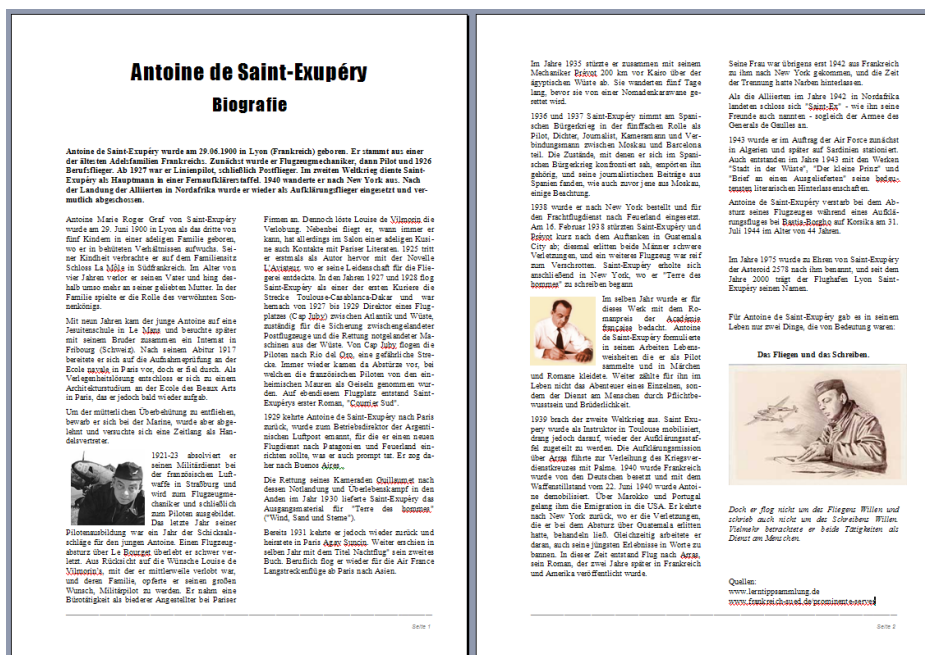 Antoine de Saint-Exupéry
Biografie
Antoine de Saint-Exupéry wurde am 29.06.1900 in Lyon (Frankreich) geboren. Er stammt aus einer
der ältesten Adelsfamilien Frankreichs. Zunächst wurde er Flugzeugmechaniker, dann Pilot und 1926
Berufsflieger. Ab 1927 war er Linienpilot, schließlich Postflieger. Im zweiten Weltkrieg diente Saint-
Exupéry als Hauptmann in einer Fernaufklärerstaffel. 1940 wanderte er nach New York aus. Nach
der Landung der Alliierten in Nordafrika wurde er wieder als Aufklärungsflieger eingesetzt und ver-
mutlich abgeschossen.
Antoine Marie Roger Graf von Saint-Exupéry
wurde am 29. Juni 1900 in Lyon als das dritte von
fünf Kindern in einer adeligen Familie geboren,
wo er in behüteten Verhältnissen aufwuchs. Sei-
ner Kindheit verbrachte er auf dem Familiensitz
Schloss La Môle in Südfrankreich. Im Alter von
vier Jahren verlor er seinen Vater und hing des-
halb umso mehr an seiner geliebten Mutter. In der
Familie spielte er die Rolle des verwöhnten Son-
nenkönigs.
Mit neun Jahren kam der junge Antoine auf eine
Jesuitenschule in Le Mans und besuchte später
mit seinem Bruder zusammen ein Internat in
Fribourg (Schweiz). Nach seinem Abitur 1917
bereitete er sich auf die Aufnahmeprüfung an der
Ecole navale in Paris vor, doch er fiel durch. Als
Verlegenheitslösung entschloss er sich zu einem
Architekturstudium an der Ecole des Beaux Arts
in Paris, das er jedoch bald wieder aufgab.
Um der mütterlichen Überbehütung zu entfliehen,
bewarb er sich bei der Marine, wurde aber abge-
lehnt und versuchte sich eine Zeitlang als Han-
delsvertreter.
1921-23 absolviert er
seinen Militärdienst bei
der französischen Luft-
waffe in Straßburg und
wird zum Flugzeugme-
chaniker und schließlich
zum Piloten ausgebildet.
Das letzte Jahr seiner
Pilotenausbildung war ein Jahr der Schicksals-
schläge für den jungen Antoine. Einen Flugzeug-
absturz über Le Bourget überlebt er schwer ver-
letzt. Aus Rücksicht auf die Wünsche Louise de
Vilmorin's, mit der er mittlerweile verlobt war,
und deren Familie, opferte er seinen großen
Wunsch, Militärpilot zu werden. Er nahm eine
Bürotätigkeit als biederer Angestellter bei Pariser
Firmen an. Dennoch löste Louise de Vilmorin die
Verlobung. Nebenbei fliegt er, wann immer er
kann, hat allerdings im Salon einer adeligen Kusi-
ne auch Kontakte mit Pariser Literaten. 1925 tritt
er erstmals als Autor hervor mit der Novelle
L'Aviateur, wo er seine Leidenschaft für die Flie-
gerei entdeckte. In den Jahren 1927 und 1928 flog
Saint-Exupéry als einer der ersten Kuriere die
Strecke Toulouse-Casablanca-Dakar und war
hernach von 1927 bis 1929 Direktor eines Flug-
platzes (Cap Juby) zwischen Atlantik und Wüste,
zuständig für die Sicherung zwischengelandeter
Postflugzeuge und die Rettung notgelandeter Ma-
schinen aus der Wüste. Von Cap Juby flogen die
Piloten nach Rio del Oro, eine gefährliche Stre-
cke. Immer wieder kamen da Abstürze vor, bei
welchen die französischen Piloten von den ein-
heimischen Mauren als Geiseln genommen wur-
den. Auf ebendiesem Flugplatz entstand Saint-
Exupérys erster Roman, "Courrier Sud".
1929 kehrte Antoine de Saint-Exupéry nach Paris
zurück, wurde zum Betriebsdirektor der Argentini-
schen Luftpost ernannt, für die er einen neuen
Flugdienst nach Patagonien und Feuerland ein-
richten sollte, was er auch prompt tat. Er zog da-
her nach Buenos Aires.
Die Rettung seines Kameraden Guillaumet nach
dessen Notlandung und Überlebenskampf in den
Anden im Jahr 1930 lieferte Saint-Exupéry das
Ausgangsmaterial für "Terre des hommes"
("Wind, Sand und Sterne").
Bereits 1931 kehrte er jedoch wieder zurück und
heiratete in Paris Agay Suncin. Weiter erschien im
selben Jahr mit dem Titel Nachtflug" sein zweites
Buch. Beruflich flog er wieder für die Air France
Langstreckenflüge ab Paris nach Asien.
Seite 1
Im Jahre 1935 stürzte er zusammen mit seinem
Mechaniker Prévot 200 km vor Kairo über der
ägyptischen Wüste ab. Sie wanderten fünf Tage
lang, bevor sie von einer Nomadenkarawane ge-
rettet wird.
1936 und 1937 Saint-Exupéry nimmt am Spani-
schen Bürgerkrieg in der fünffachen Rolle als
Pilot, Dichter, Journalist, Kameramann und Ver-
bindungsmann zwischen Moskau und Barcelona
teil. Die Zustände, mit denen er sich im Spani-
schen Bürgerkrieg konfrontiert sah, empörten ihn
gehörig, und seine journalistischen Beiträge aus
Spanien fanden, wie auch zuvor jene aus Moskau,
einige Beachtung.
1938 wurde er nach New York bestellt und für
den Frachtflugdienst nach Feuerland eingesetzt.
Am 16. Februar 1938 stürzten Saint-Exupéry und
Prévot kurz nach dem Auftanken in Guatemala
City ab; diesmal erlitten beide Männer schwere
Verletzungen, und ein weiteres Flugzeug war reif
zum Verschrotten. Saint-Exupéry erholte sich
anschließend in New York, wo er "Terre des
hommes" zu schreiben begann
Im selben Jahr wurde er für
dieses Werk mit dem Ro-
manpreis der Académie
française bedacht. Antoine
de Saint-Exupéry formulierte
in seinen Arbeiten Lebens-
weisheiten die er als Pilot
sammelte und in Märchen
und Romane kleidete. Weiter zählte für ihn im
Leben nicht das Abenteuer eines Einzelnen, son-
dern der Dienst am Menschen durch Pflichtbe-
wusstsein und Brüderlichkeit.
1939 brach der zweite Weltkrieg aus. Saint Exu-
pery wurde als Instruktor in Toulouse mobilisiert,
drang jedoch darauf, wieder der Aufklärungsstaf-
fel zugeteilt zu werden. Die Aufklärungsmission
über Arras führte zur Verleihung des Kriegsver-
dienstkreuzes mit Palme. 1940 wurde Frankreich
von den Deutschen besetzt und mit dem
Waffenstillstand vom 22. Juni 1940 wurde Antoi-
ne demobilisiert. Über Marokko und Portugal
gelang ihm die Emigration in die USA. Er kehrte
nach New York zurück, wo er die Verletzungen,
die er bei dem Absturz über Guatemala erlitten
hatte, behandeln ließ. Gleichzeitig arbeitete er
daran, auch seine jüngsten Erlebnisse in Worte zu
bannen. In dieser Zeit entstand Flug nach Arras,
sein Roman, der zwei Jahre später in Frankreich
und Amerika veröffentlicht wurde.
Seine Frau war übrigens erst 1942 aus Frankreich
zu ihm nach New York gekommen, und die Zeit
der Trennung hatte Narben hinterlassen.
Als die Alliierten im Jahre 1942 in Nordafrika
landeten schloss sich "Saint-Ex" - wie ihn seine
Freunde auch nannten - sogleich der Armee des
Generals de Gaulles an.
1943 wurde er im Auftrag der Air Force zunächst
in Algerien und später auf Sardinien stationiert.
Auch entstanden im Jahre 1943 mit den Werken
"Stadt in der Wüste", "Der kleine Prinz" und
"Brief an einen Ausgelieferten" seine bedeu-
tensten literarischen Hinterlassenschaften.
Antoine de Saint-Exupéry verstarb bei dem Ab-
sturz seines Flugzeuges während eines Aufklä-
rungsfluges bei Bastia-Borgho auf Korsika am 31.
Juli 1944 im Alter von 44 Jahren.
Im Jahre 1975 wurde zu Ehren von Saint-Exupéry
der Asteroid 2578 nach ihm benannt, und seit dem
Jahre 2000 trägt der Flughafen Lyon Saint-
Exupéry seinen Namen.
Für Antoine de Saint-Exupéry gab es in seinem
Leben nur zwei Dinge, die von Bedeutung waren:
Das Fliegen und das Schreiben.
Doch er flog nicht um des Fliegens Willen und
schrieb auch nicht um des Schreibens Willen.
Vielmehr betrachtete er beide Tätigkeiten als
Dienst am Menschen.
Quellen:
www.lerntippsammlung.de
www.frankreich-sued.de/prominente-server
Seite 2